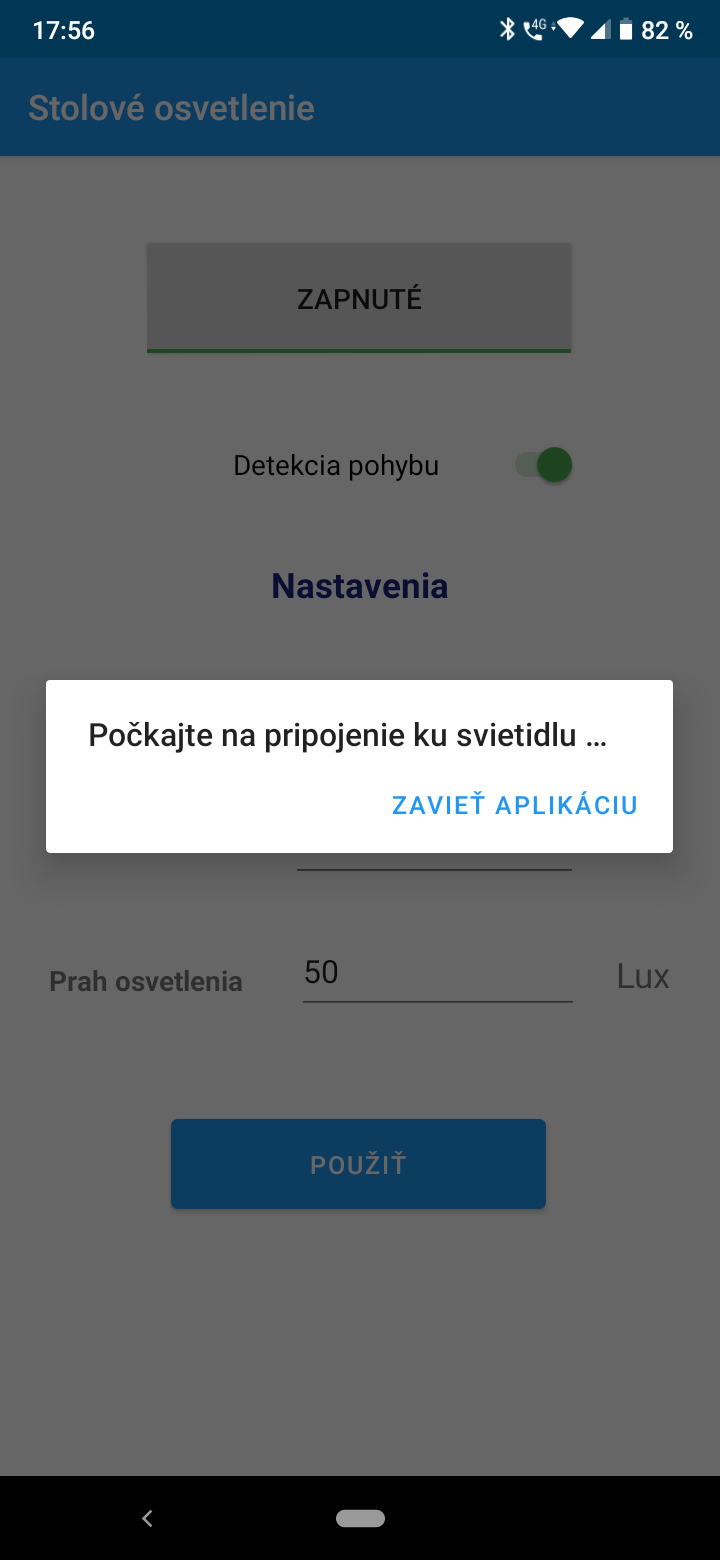 17:56
4G
82 %
Stolové osvetlenie
ZAPNUTÉ
Detekcia pohybu
Nastavenia
Počkajte na pripojenie ku svietidlu ...
ZAVIEŤ APLIKÁCIU
Prah osvetlenia 50 Lux
POUŽIŤ